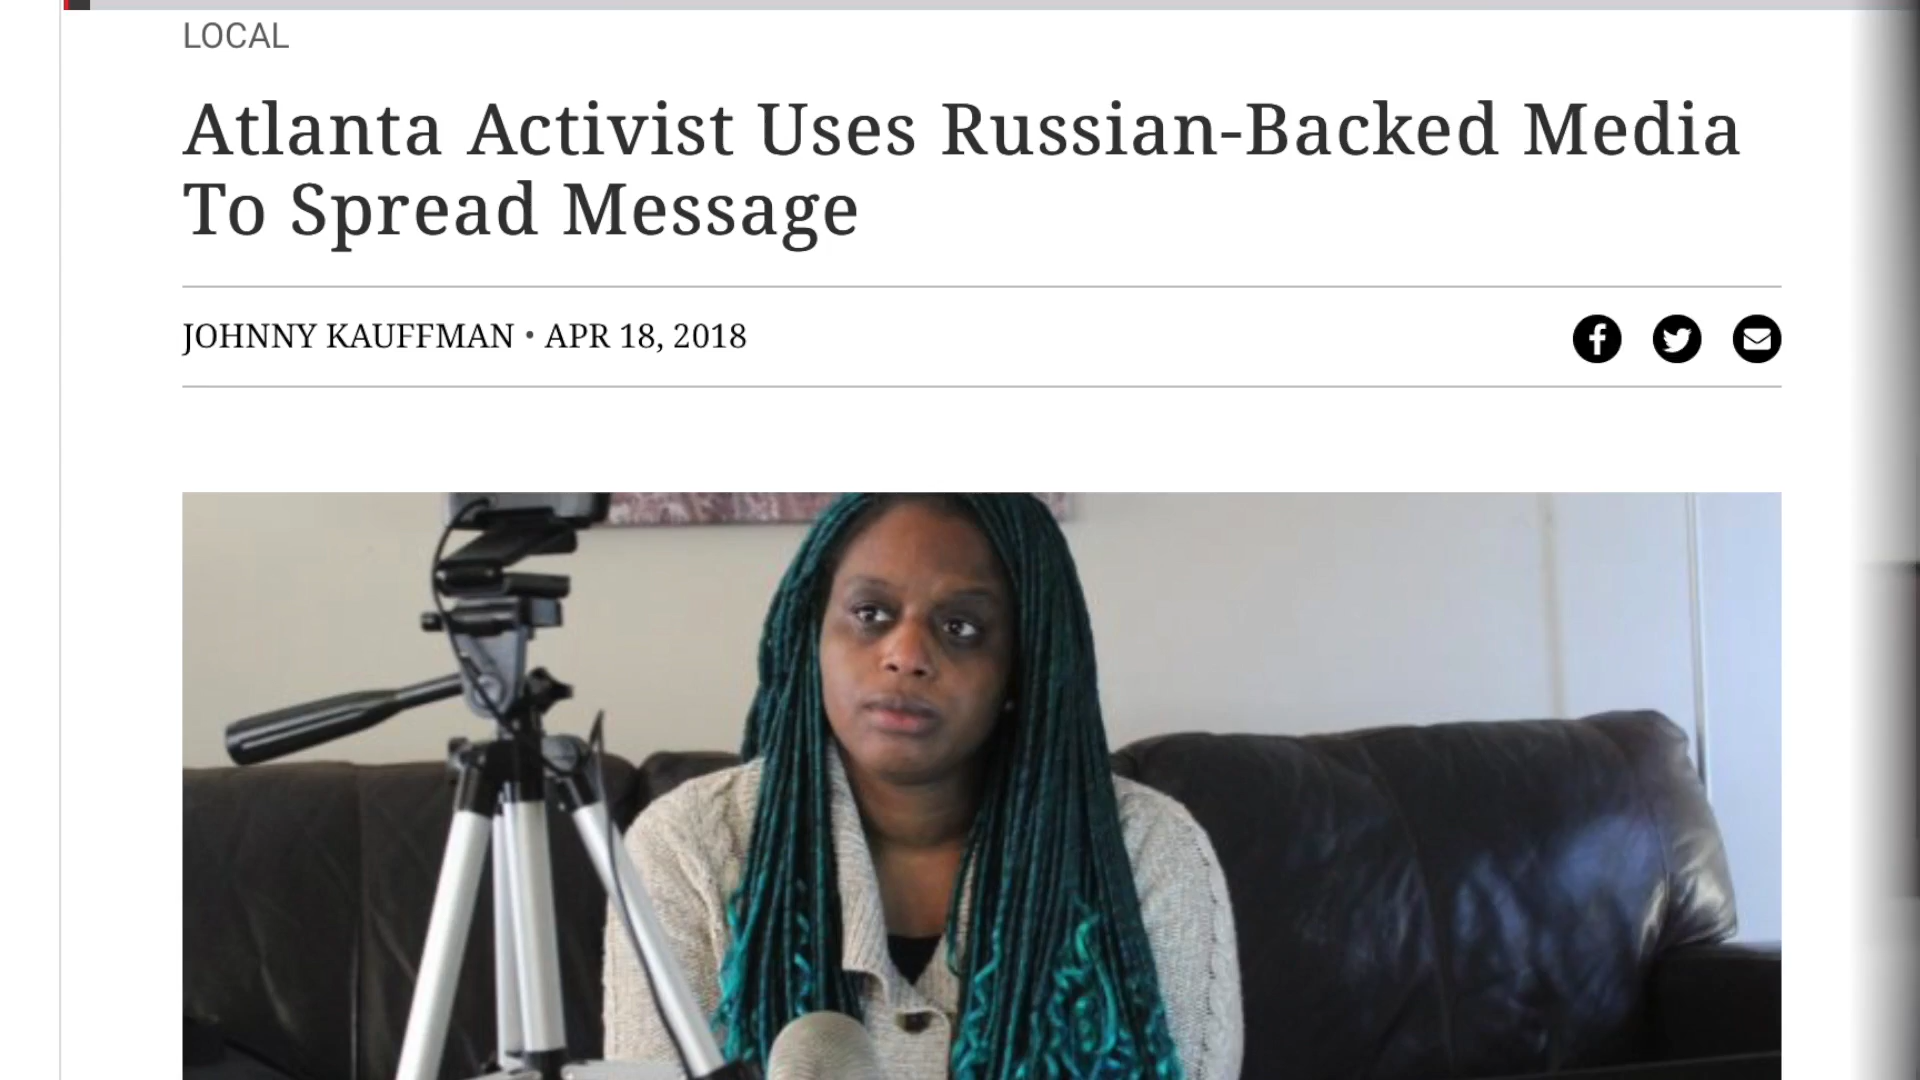 LOCAL
Atlanta Activist Uses Russian-Backed Media
To Spread Message
JOHNNY KAUFFMAN • APR 18, 2018